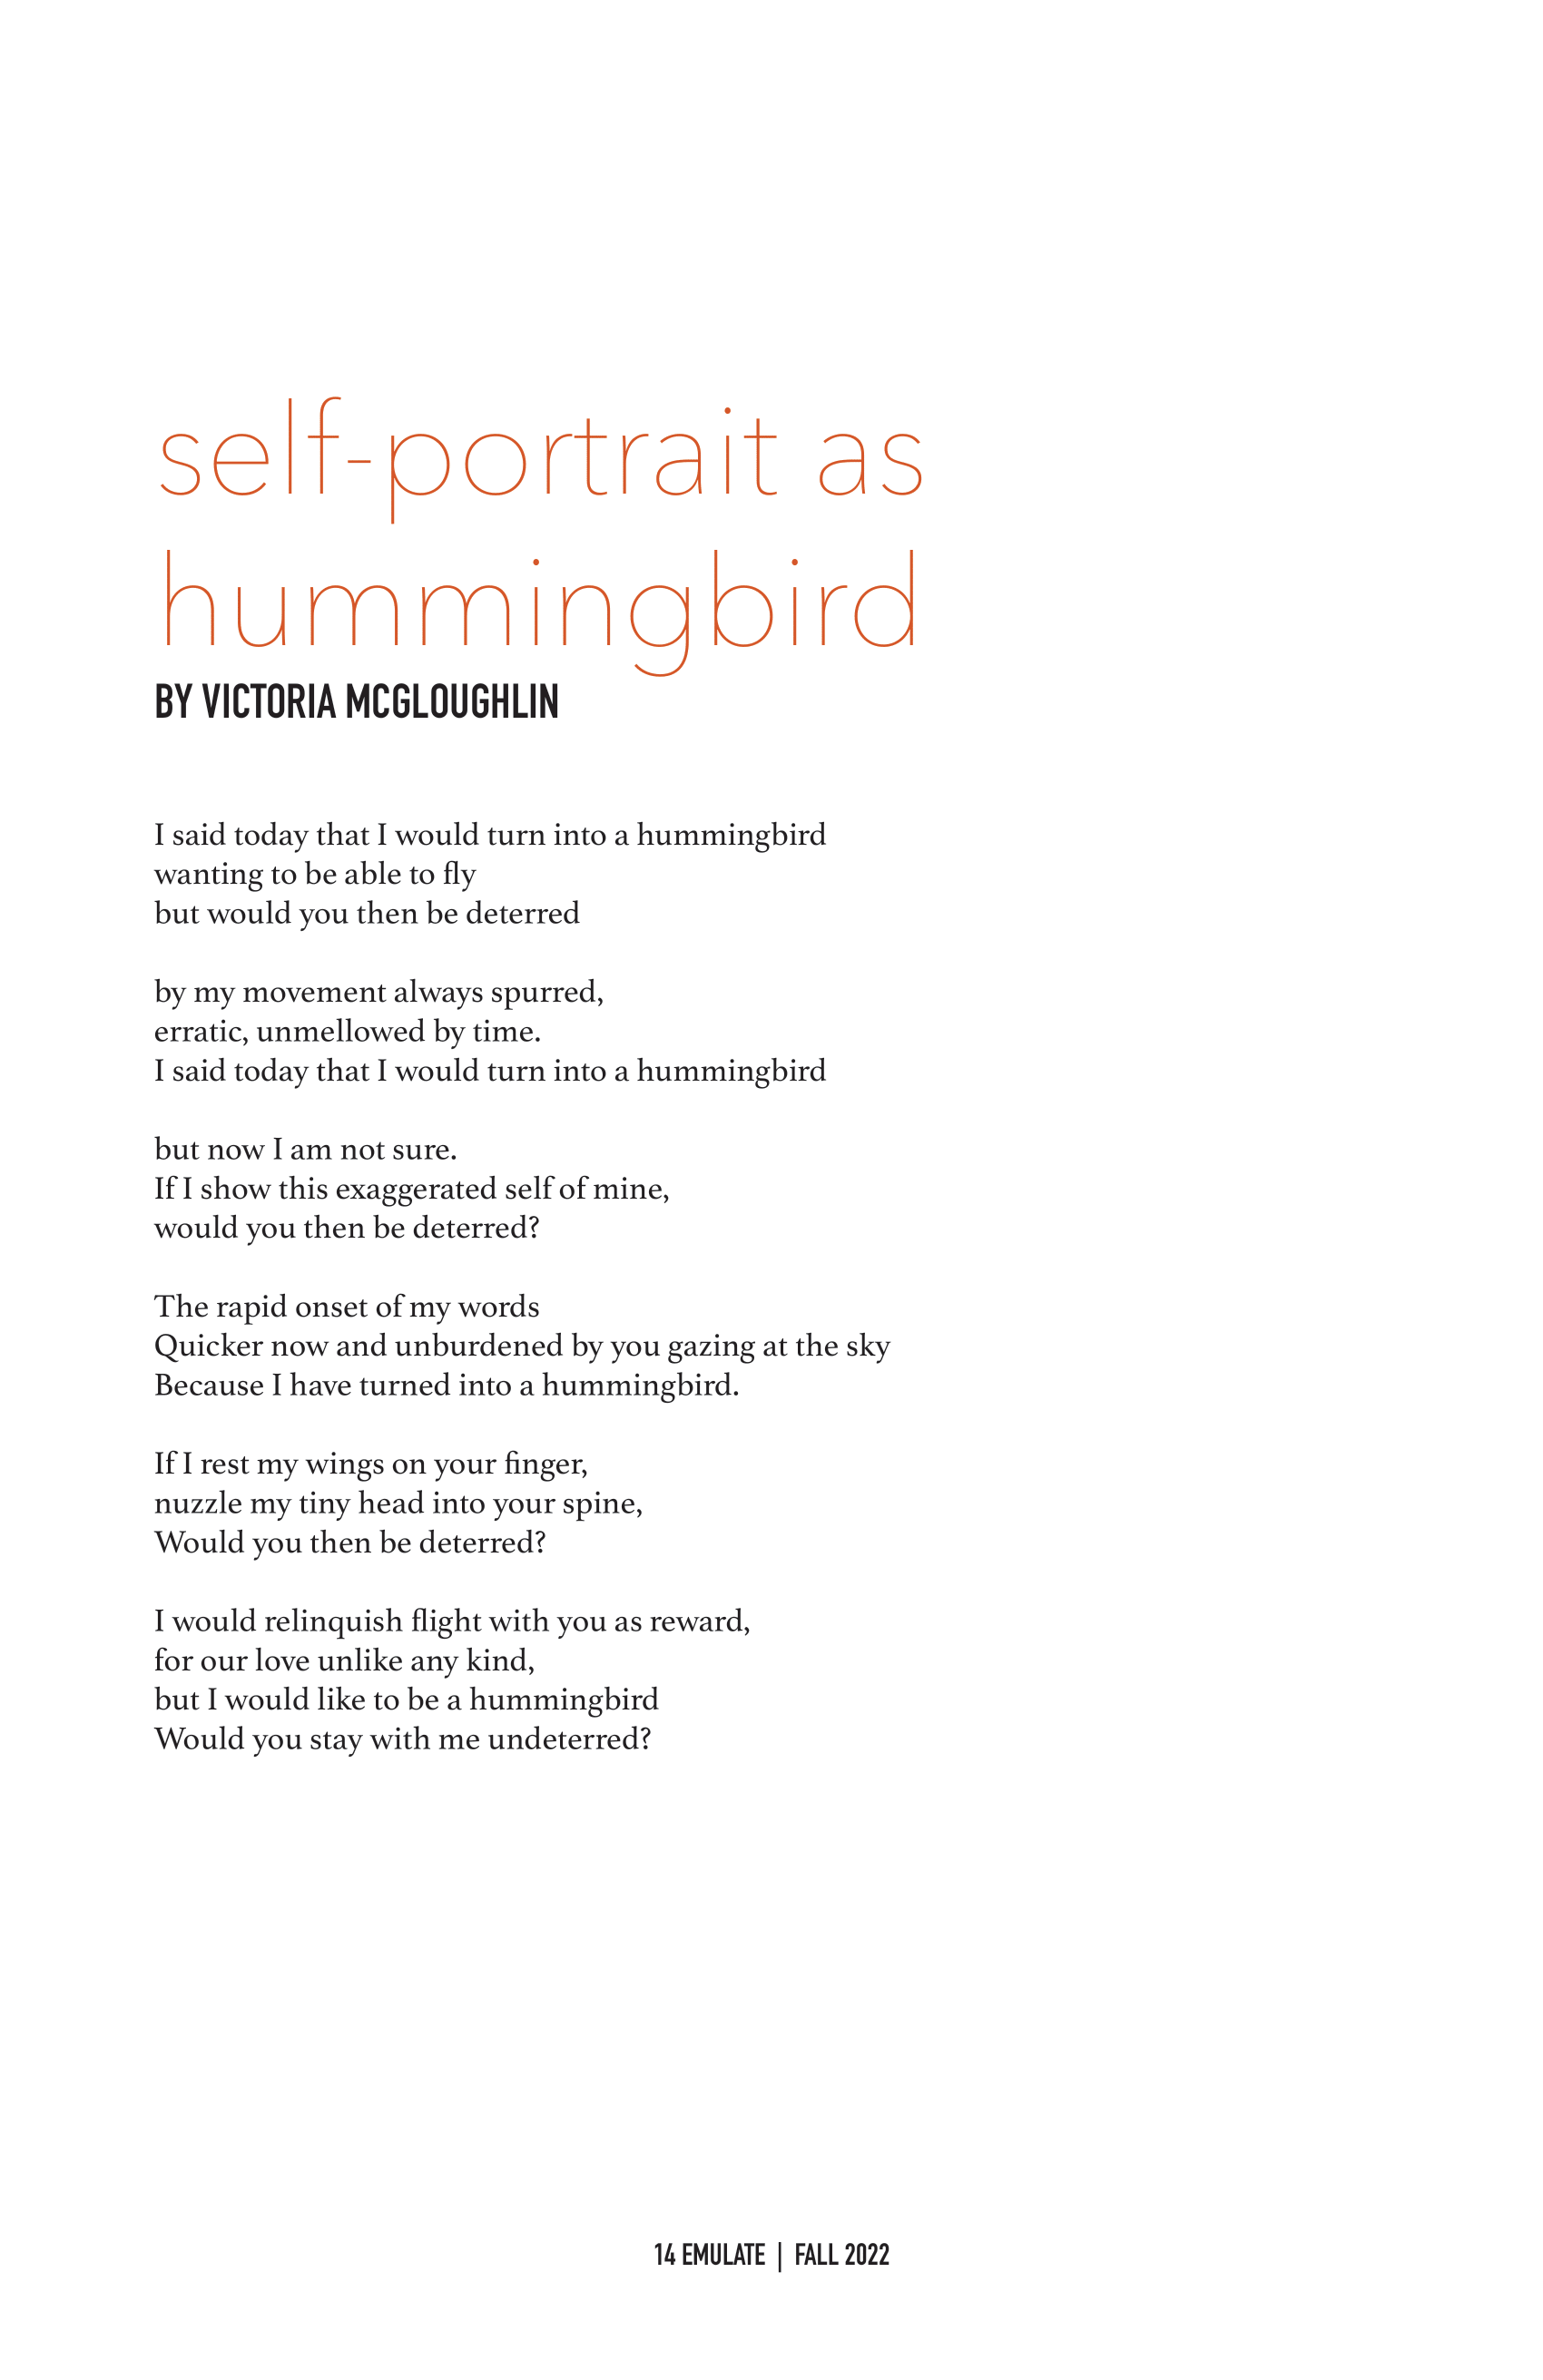 self-portrait as
hummingbird
BY VICTORIA MCGLOUGHLIN
I said today that I would turn into a hummingbird
wanting to be able to fly
but would you then be deterred
by my movement always spurred,
erratic, unmellowed by time.
I said today that I would turn into a hummingbird
but now I am not sure.
If I show this exaggerated self of mine,
would you then be deterred?
The rapid onset of my words
Quicker now and unburdened by you gazing at the sky
Because I have turned into a hummingbird.
If I rest my wings on your finger,
nuzzle my tiny head into your spine,
Would you then be deterred?
I would relinquish flight with you as reward,
for our love unlike any kind,
but I would like to be a hummingbird
Would you stay with me undeterred?
14 EMULATE | FALL 2022